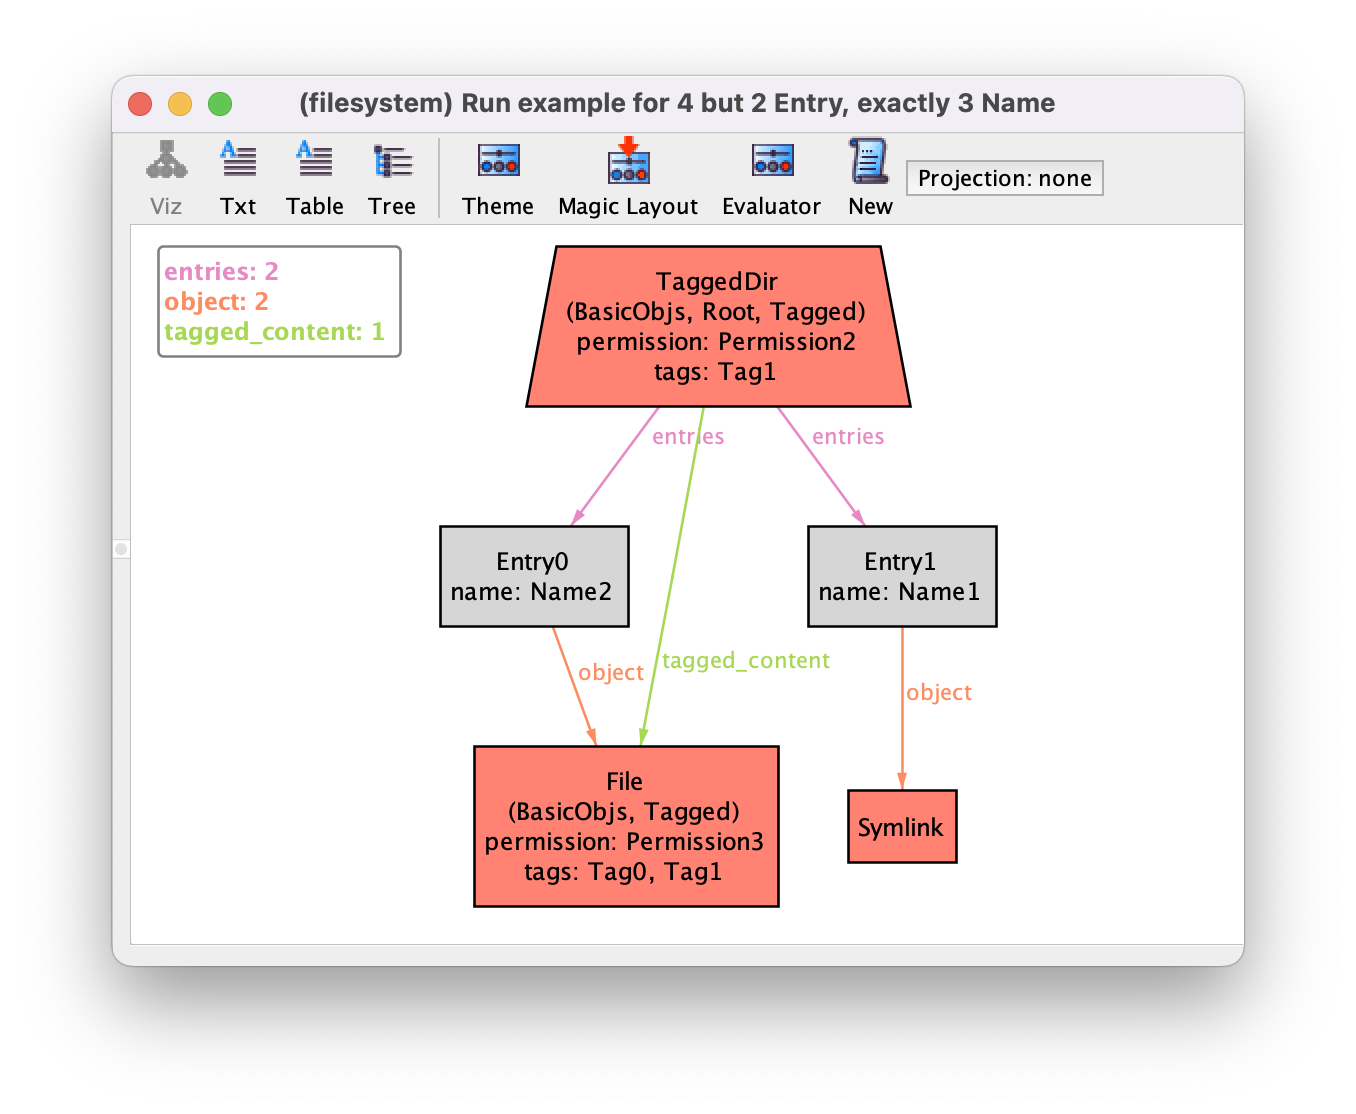 (filesystem) Run example for 4 but 2 Entry, exactly 3 Name
Viz
Txt
Table
Tree
Theme
Magic Layout
Evaluator
New
Projection: none
entries: 2
object: 2
tagged_content: 1
TaggedDir
(BasicObjs, Root, Tagged)
permission: Permission2
tags: Tag1
entries
entries
Entry0
name: Name2
Entry1
name: Name1
object
tagged_content
object
File
(BasicObjs, Tagged)
permission: Permission3
tags: Tag0, Tag1
Symlink